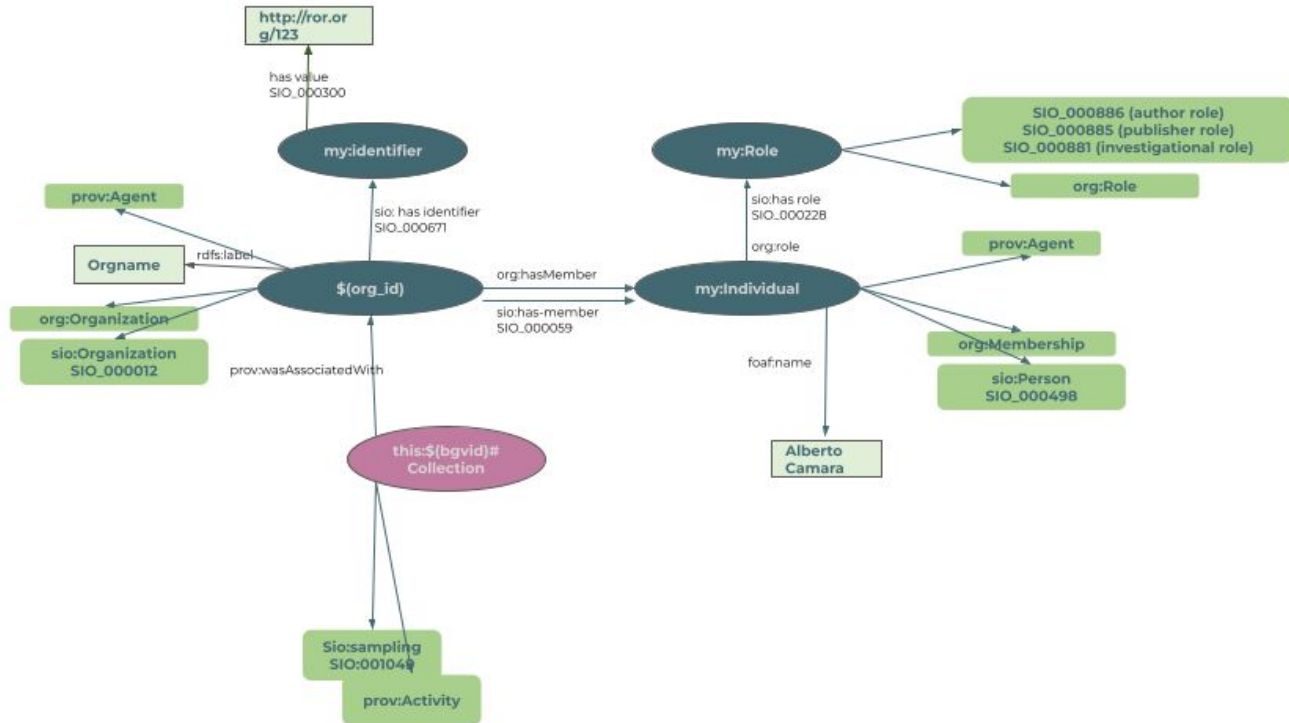 http://ror.or
g/123
has value
SIO_000300
my:identifier
my:Role
SIO_000886 (author role)
SIO_000885 (publisher role)
SIO_000881 (investigational role)
org:Role
prov:Agent
sio: has identifier
SIO_000671
sio:has role
SIO_000228
org:role
prov:Agent
Orgname
rdfs:label
$(org_id)
org:hasMember
sio:has-member
SIO_000059
my:Individual
org:Organization
sio:Organization
SIO_000012
prov:wasAssociatedWith
foaf:name
org:Membership
sio:Person
SIO_000498
this:$(bgvid)#
Collection
Alberto
Camara
Sio:sampling
SIO:001049
prov:Activity